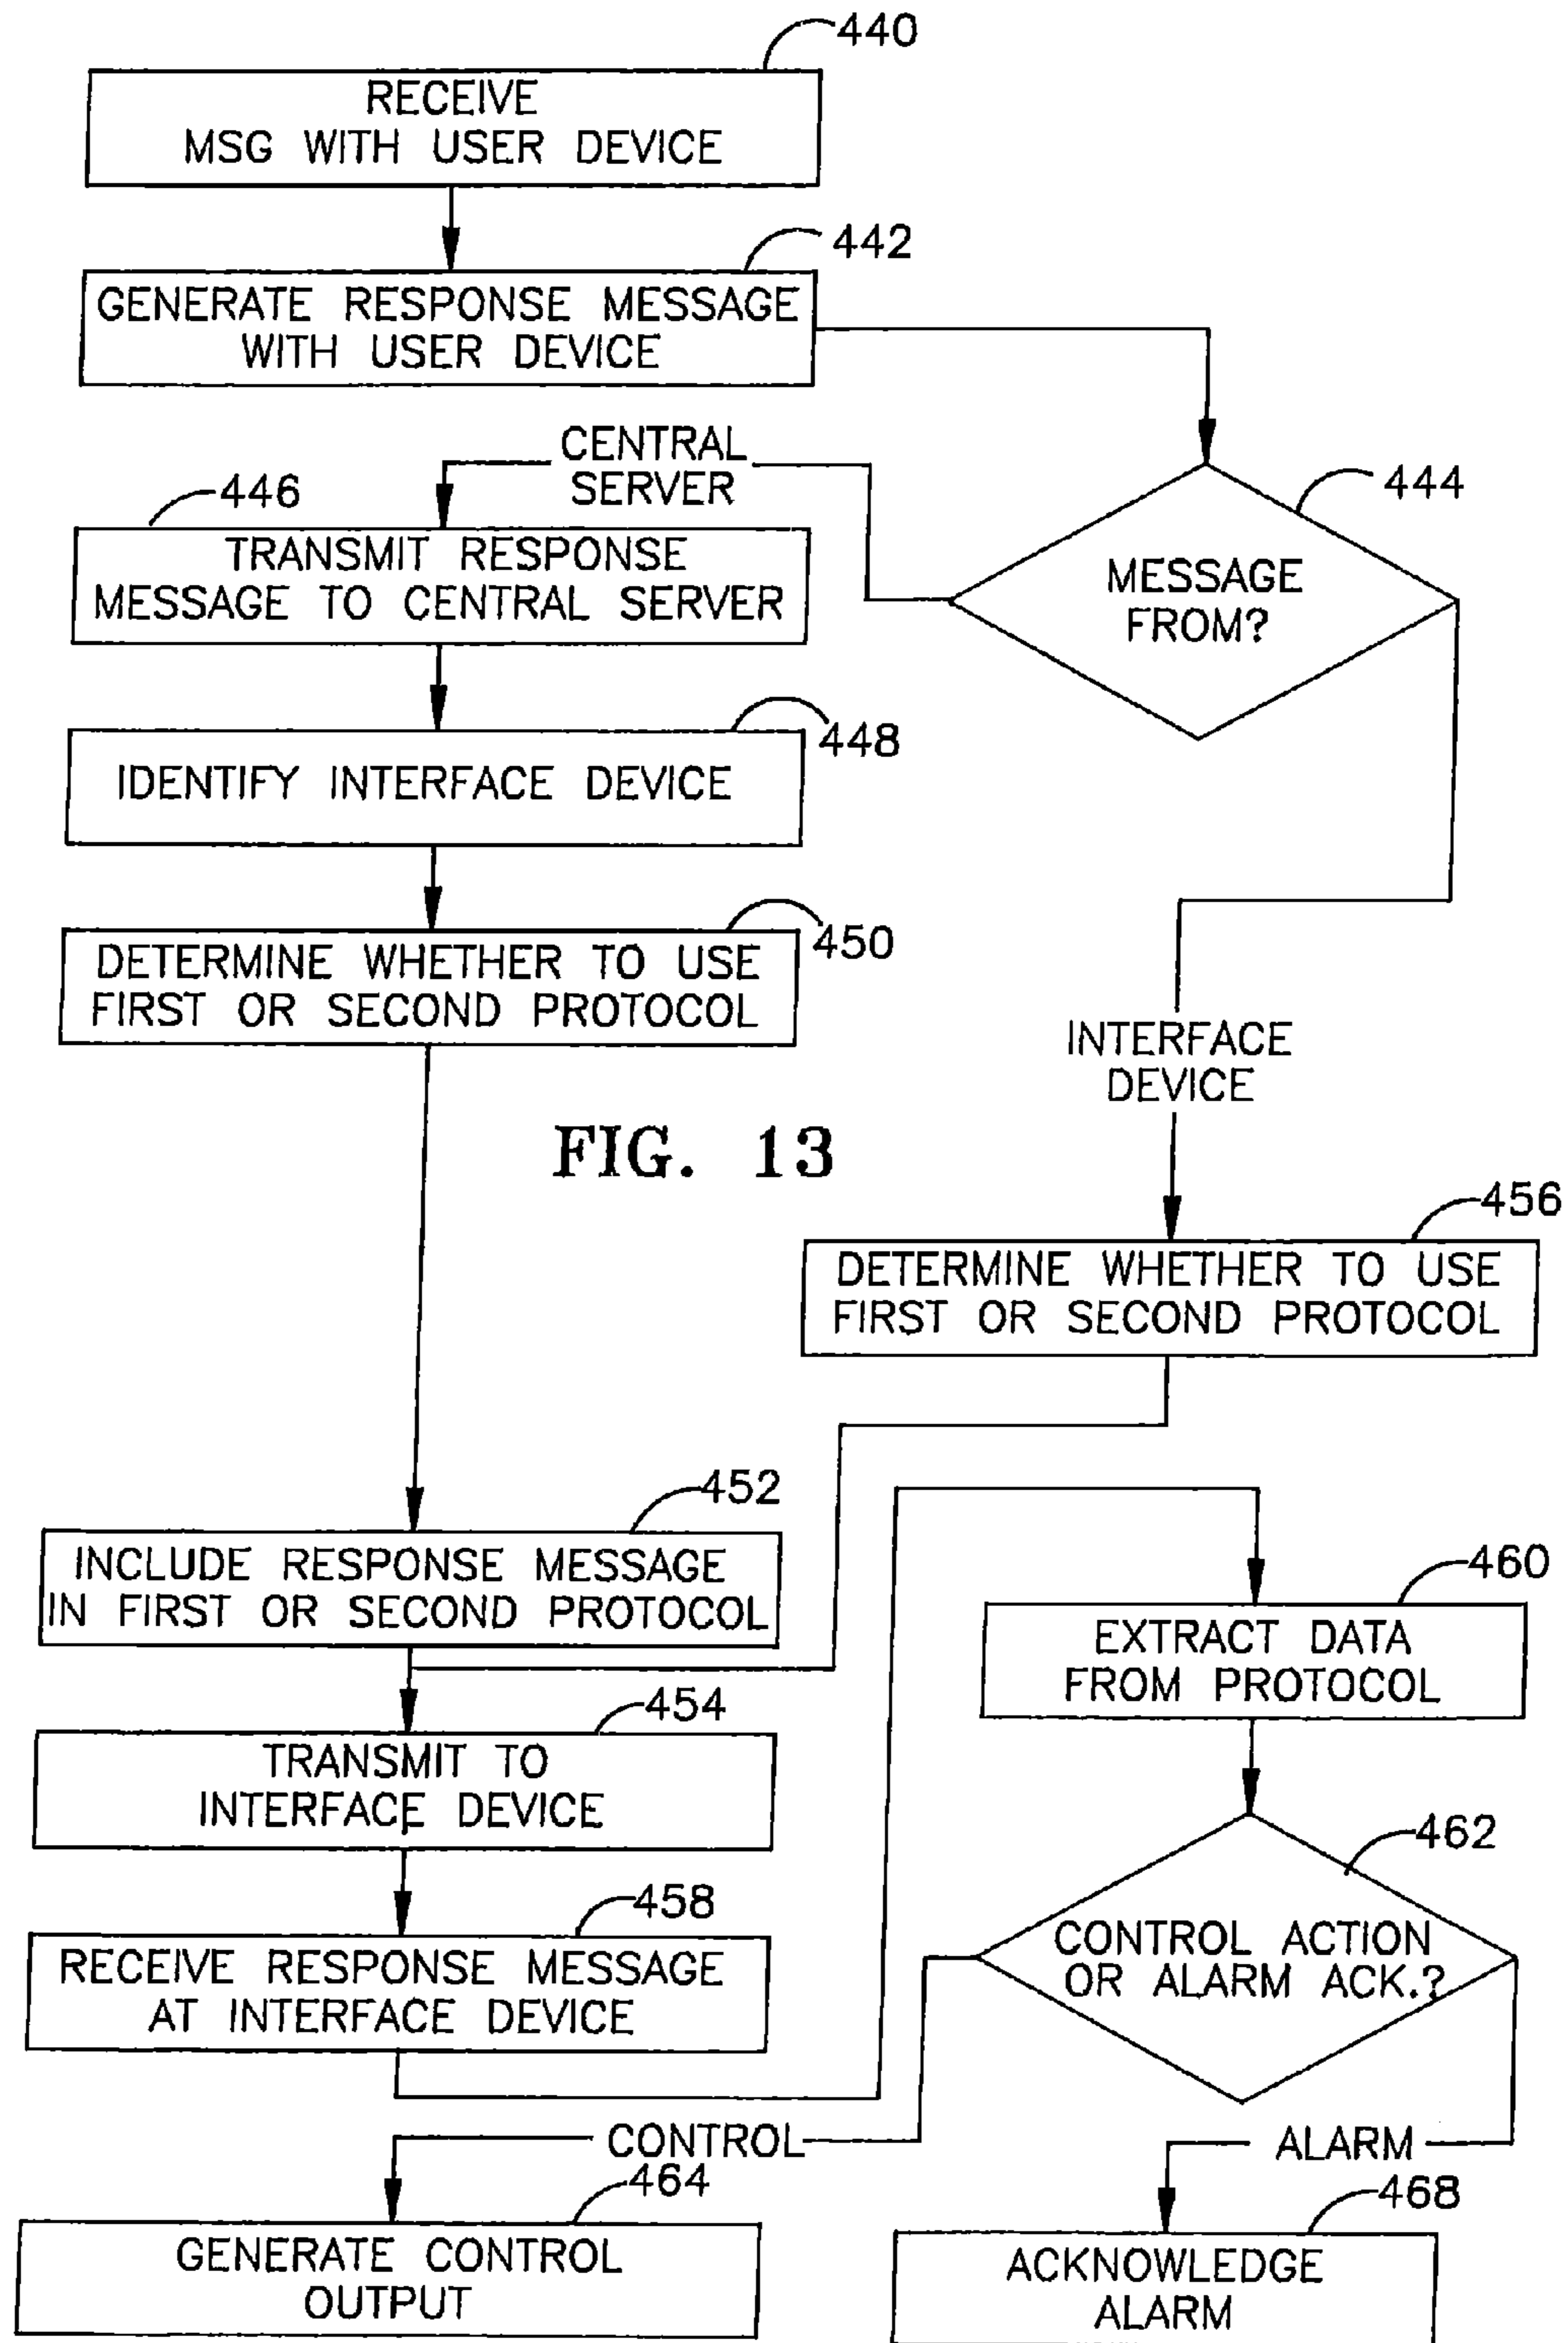 440
RECEIVE
MSG WITH USER DEVICE
442
GENERATE RESPONSE MESSAGE
WITH USER DEVICE
CENTRAL
SERVER
444
MESSAGE
FROM?
446
TRANSMIT RESPONSE
MESSAGE TO CENTRAL SERVER
448
IDENTIFY INTERFACE DEVICE
450
DETERMINE WHETHER TO USE
FIRST OR SECOND PROTOCOL
INTERFACE
DEVICE
FIG. 13
456
DETERMINE WHETHER TO USE
FIRST OR SECOND PROTOCOL
452
INCLUDE RESPONSE MESSAGE
IN FIRST OR SECOND PROTOCOL
454
TRANSMIT TO
INTERFACE DEVICE
458
RECEIVE RESPONSE MESSAGE
AT INTERFACE DEVICE
460
EXTRACT DATA
FROM PROTOCOL
462
CONTROL ACTION
OR ALARM ACK.?
CONTROL
464
GENERATE CONTROL
OUTPUT
ALARM
468
ACKNOWLEDGE
ALARM